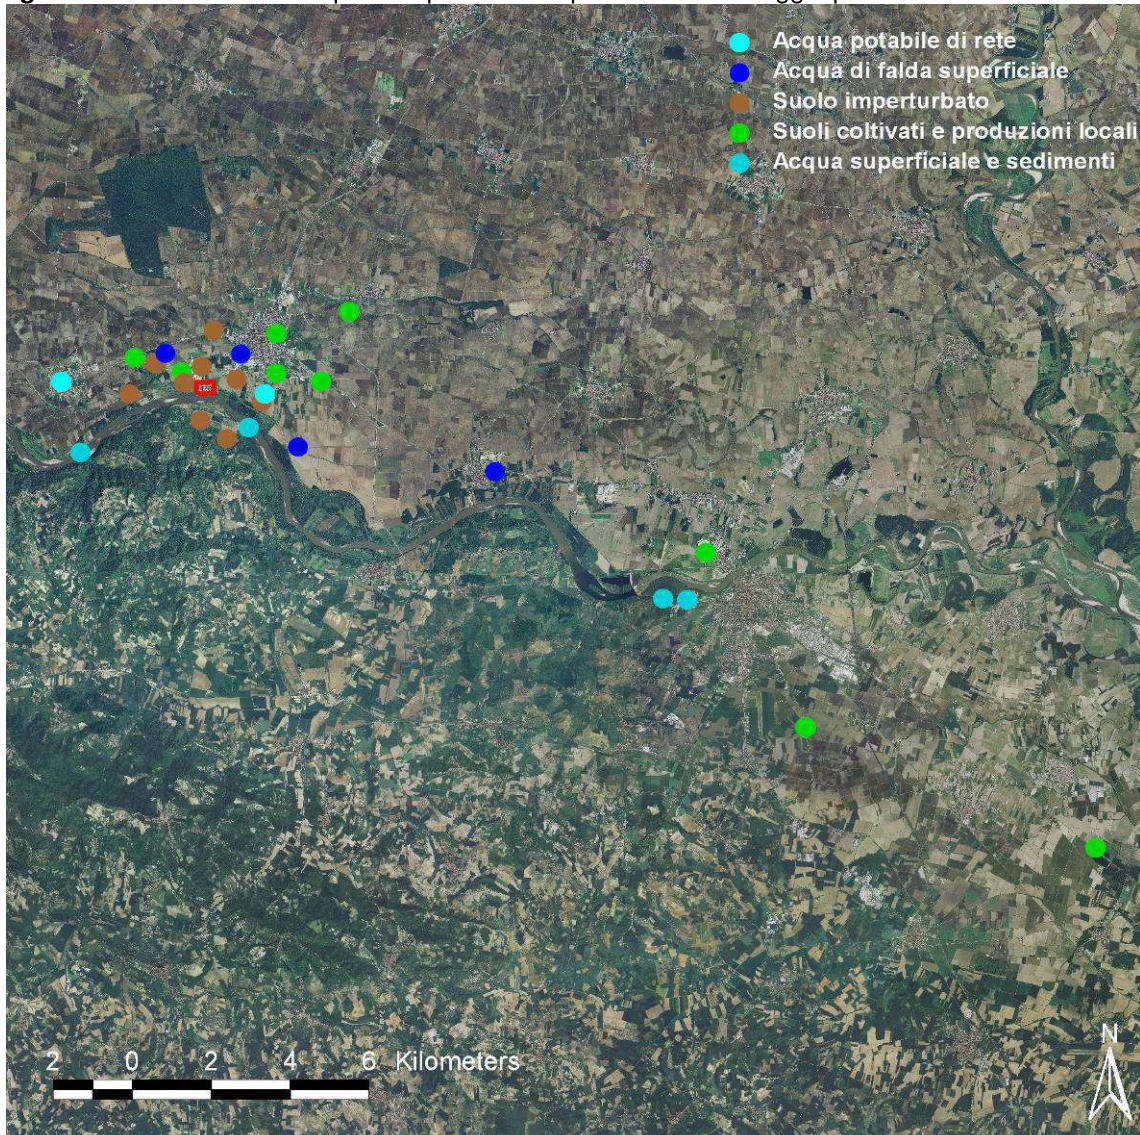 Acqua potabile di rete
Acqua di falda superficiale
Suolo imperturbato
Suoli coltivati e produzioni locali
Acqua superficiale e sedimenti
2 0 2 4 6 Kilometers
N